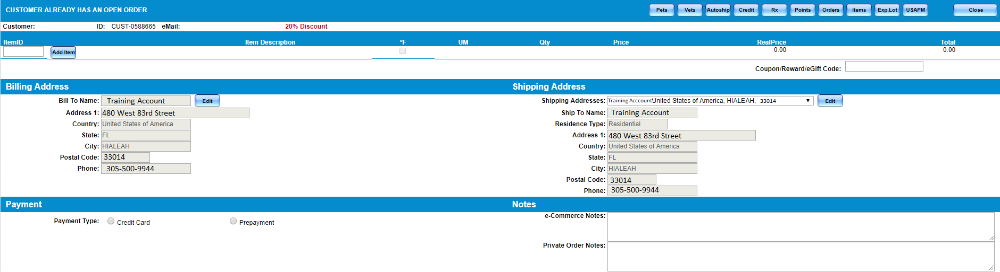 CUSTOMER ALREADY HAS AN OPEN ORDER Pets Vets Autoship Credit Rx Points Orders Items Exp.Lot USAPM Close
Customer: ID: CUST-0588665 eMail: 20% Discount
ItemID Item Description ºF UM Qty Price RealPrice Total
Add Item 0.00 0.00
Coupon/Reward/eGift Code:
Billing Address
Bill To Name: Training Account Edit
Address 1: 480 West 83rd Street
Country: United States of America
State: FL
City: HIALEAH
Postal Code: 33014
Phone: 305-500-9944
Shipping Address
Shipping Addresses: Training AcccountUnited States of America, HIALEAH, 33014 Edit
Ship To Name: Training Account
Residence Type: Residential
Address 1: 480 West 83rd Street
Country: United States of America
State: FL
City: HIALEAH
Postal Code: 33014
Phone: 305-500-9944
Payment
Payment Type: Credit Card Prepayment
Notes
e-Commerce Notes:
Private Order Notes: